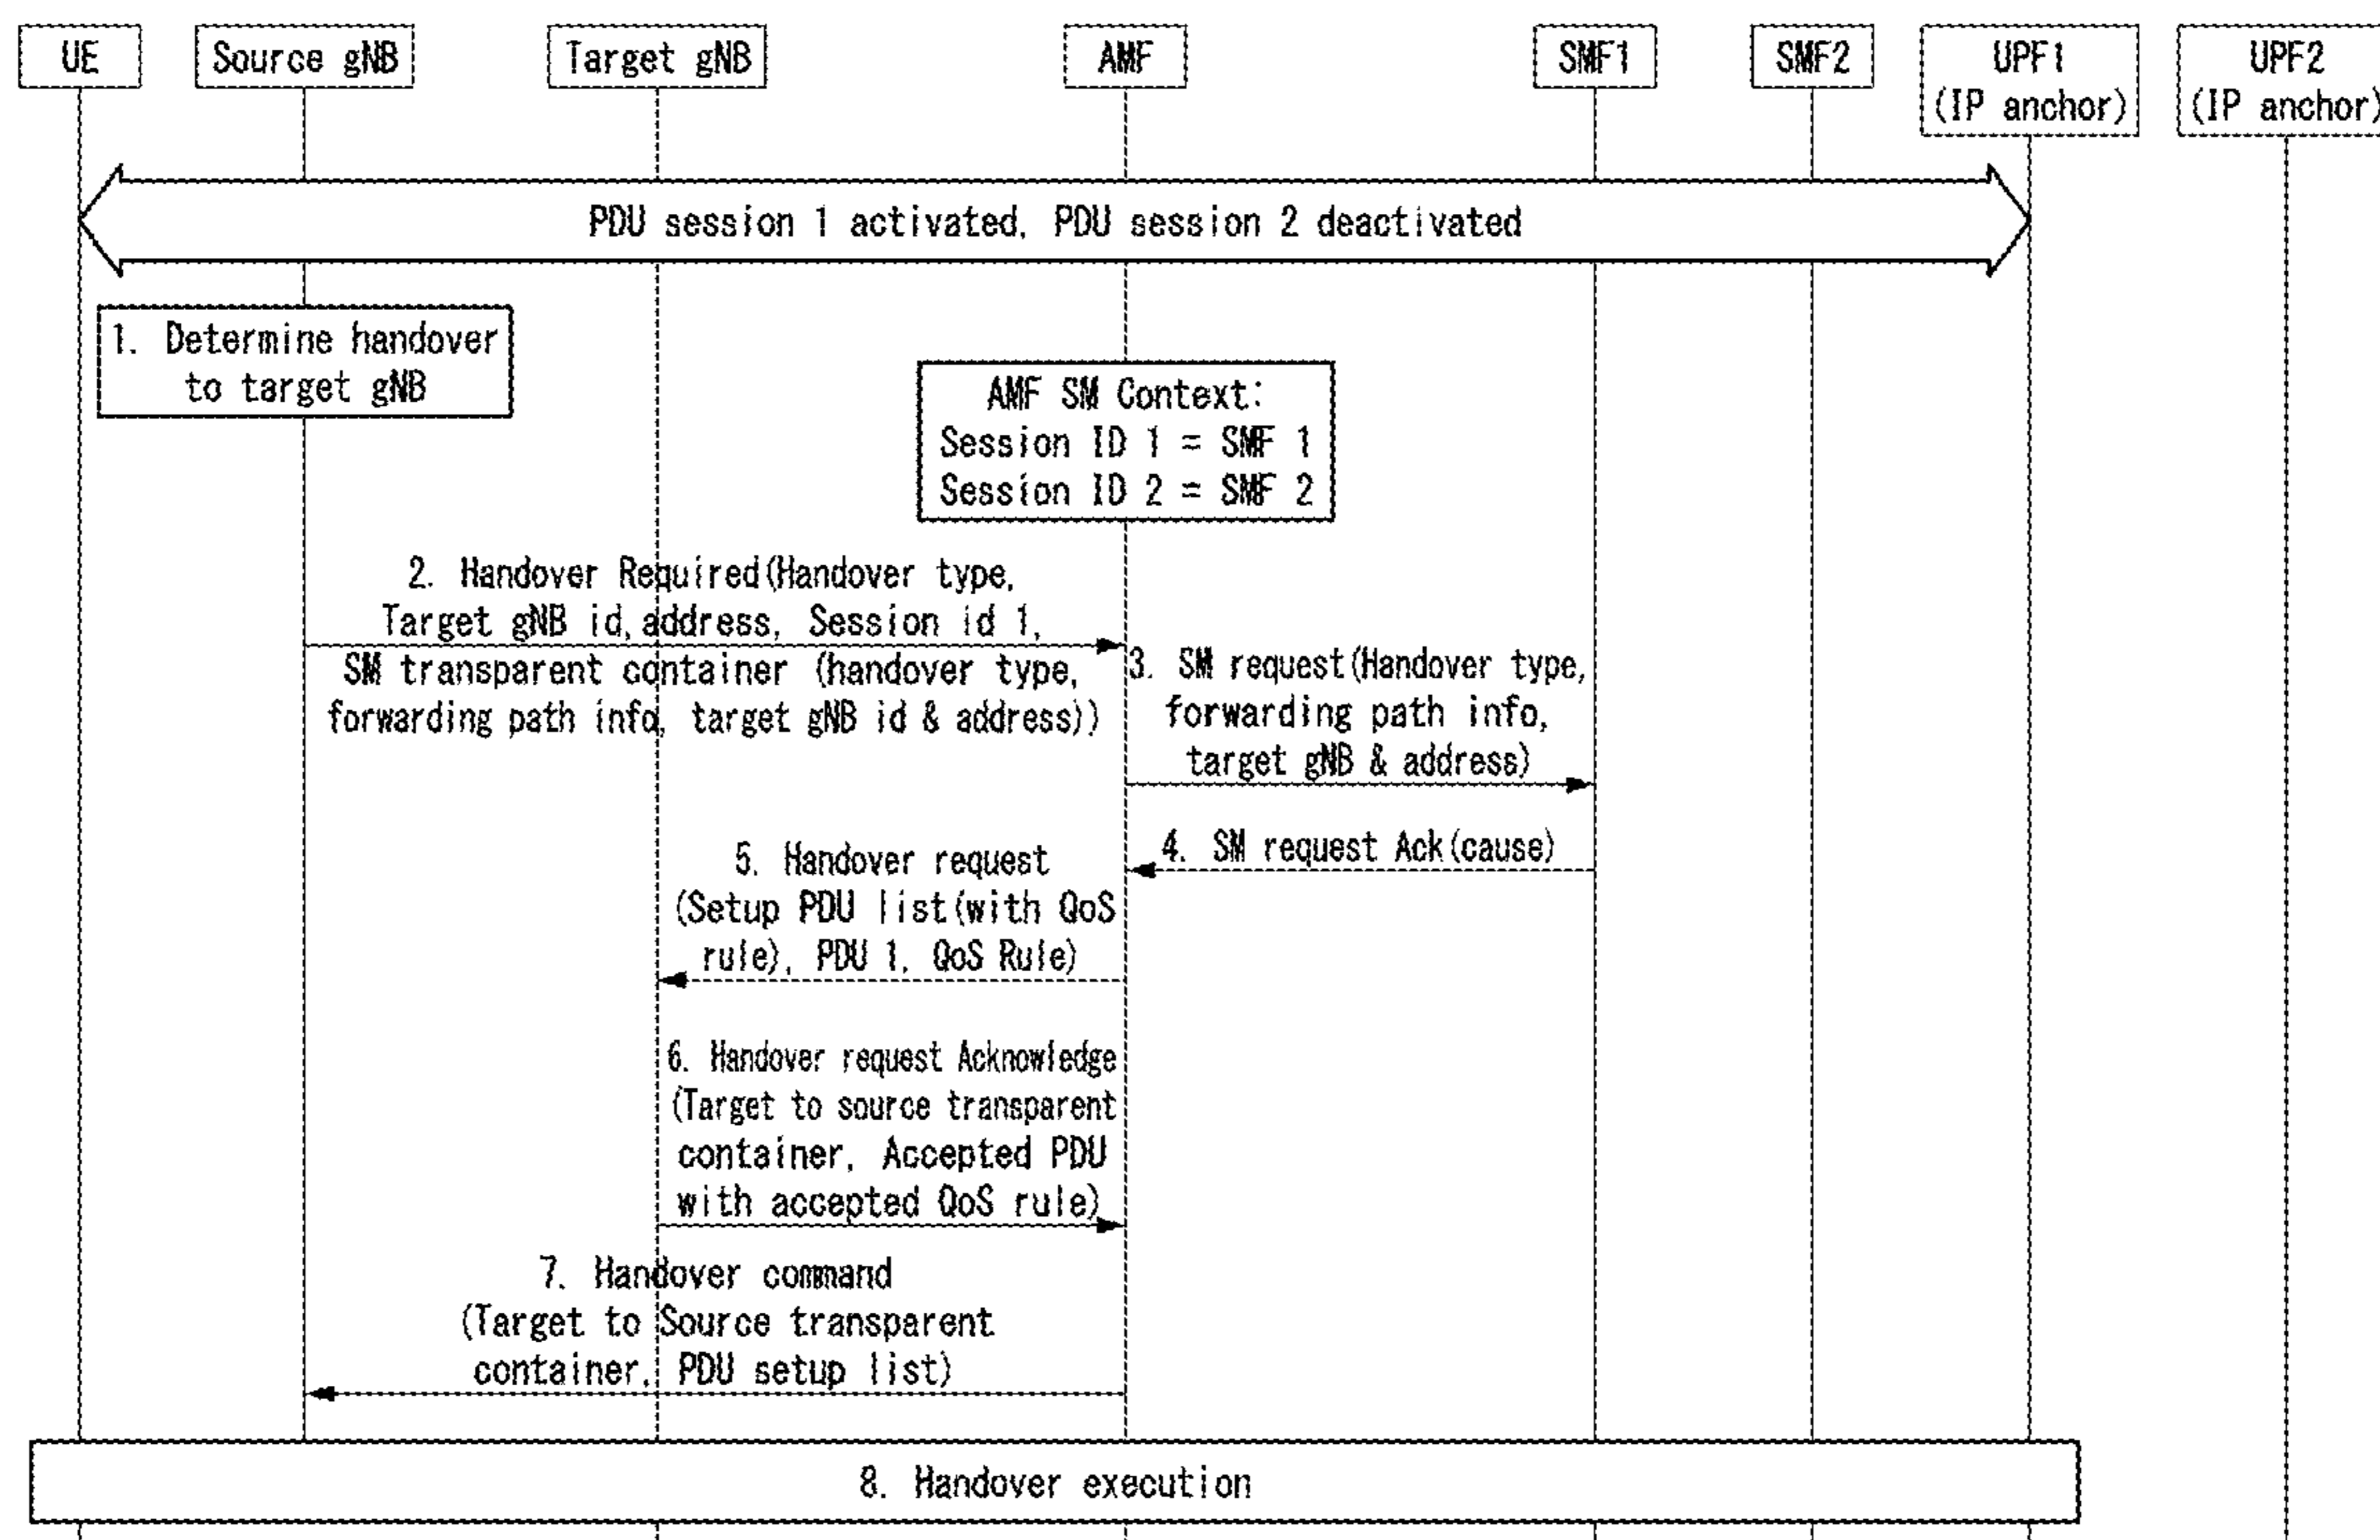 UE
Source gNB
Target gNB
AMF
SMF1
SMF2
UPF1
(IP anchor)
UPF2
(IP anchor)
PDU session 1 activated, PDU session 2 deactivated
1. Determine handover
to target gNB
AMF SM Context:
Session ID 1 = SMF 1
Session ID 2 = SMF 2
2. Handover Required(Handover type,
Target gNB id,address, Session id 1,
SM transparent container (handover type,
forwarding path info, target gNB id & address))
3. SM request(Handover type,
forwarding path info,
target gNB & address)
4. SM request Ack(cause)
5. Handover request
(Setup PDU list(with QoS
rule), PDU 1, QoS Rule)
6. Handover request Acknowledge
(Target to source transparent
container, Accepted PDU
with accepted QoS rule)
7. Handover command
(Target to Source transparent
container, PDU setup list)
8. Handover execution